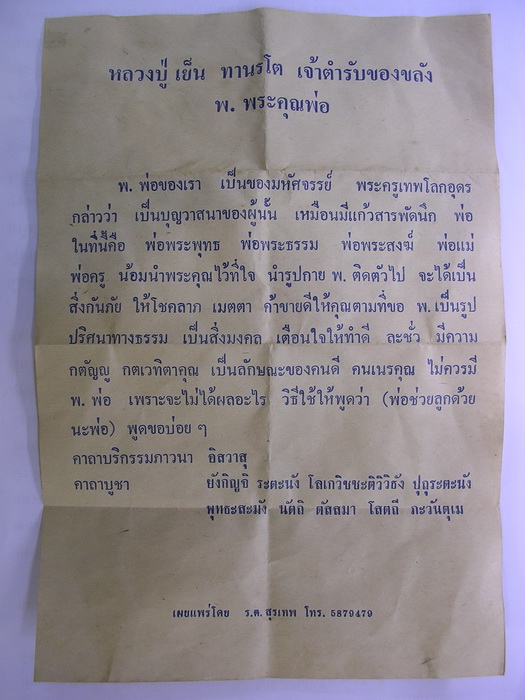 หลวงปู่ เย็น ทานรโต เจ้าตำรับของขลัง
พ. พระคุณพ่อ
พ. พ่อของเรา เป็นของมหัศจรรย์ พระครูเทพโลกอุดร
กล่าวว่า เป็นบุญวาสนาของผู้นั้น เหมือนมีแก้วสารพัดนึก พ่อ
ในที่นี้คือ พ่อพระพุทธ พ่อพระธรรม พ่อพระสงฆ์ พ่อแม่
พ่อครู น้อมนำพระคุณไว้ที่ใจ นำรูปกาย พ. ติดตัวไป จะได้เป็น
สิ่งกันภัย ให้โชคลาภ เมตตา ค้าขายดีให้คุณตามที่ขอ พ. เป็นรูป
ปริศนาทางธรรม เป็นสิ่งมงคล เตือนใจให้ทำดี ละชั่ว มีความ
กตัญญู กตเวทิตาคุณ เป็นลักษณะของคนดี คนเนรคุณ ไม่ควรมี
พ. พ่อ เพราะจะไม่ได้ผลอะไร วิธีใช้ให้พูดว่า (พ่อช่วยลูกด้วย
นะพ่อ) พูดขอบ่อย ๆ
คาถาบริกรรมภาวนา อิสวาสุ
คาถาบูชา ยังกิญจิ ระตะนัง โลเกวิชชะติวิวิธัง ปุถุระตะนัง
พุทธะสะมัง นัตถิ ตัสสมา โสตถี ภะวันตุเม
เผยแพร่โดย ร.ต. สุรเทพ โทร. 5879479